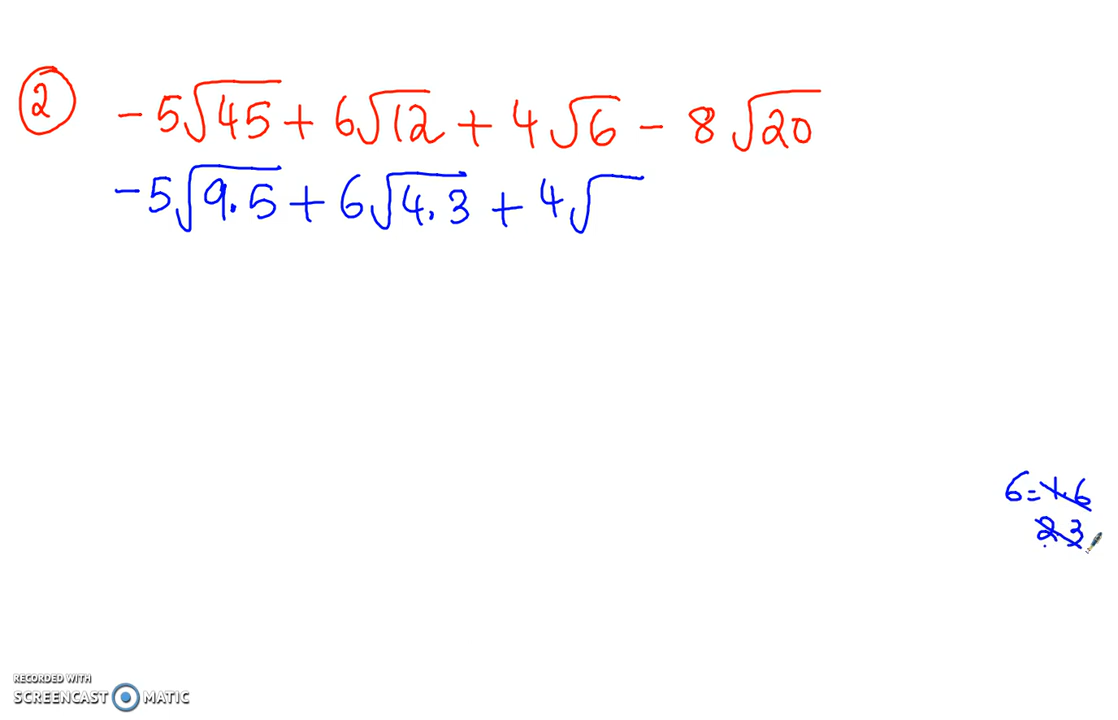 ② -5√45 + 6√12 + 4√6 - 8√20
-5√9.5 + 6√4.3 + 4√
6=1.6
2.3
RECORDED WITH
SCREENCAST MATIC